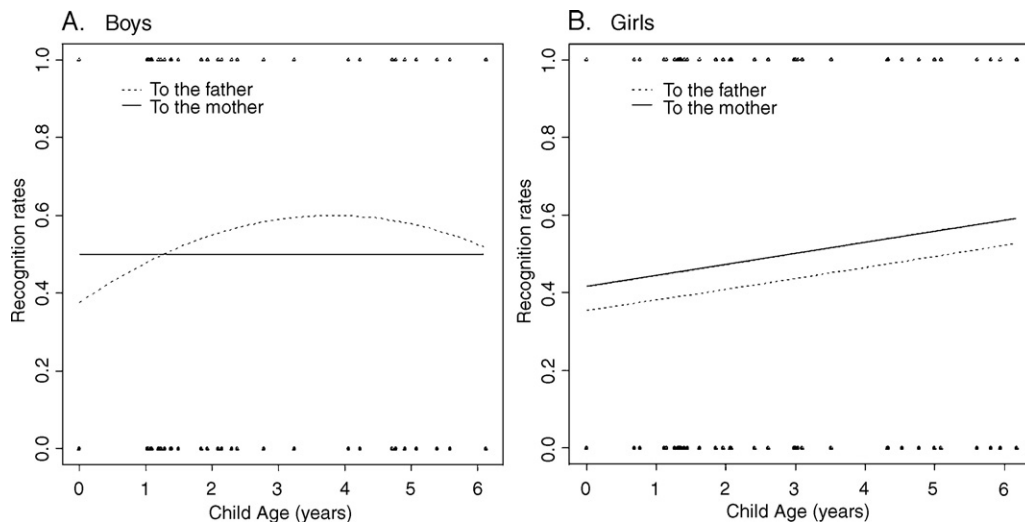 A. Boys
1.0
0.8
0.6
0.4
0.2
0.0
Recognition rates
To the father
To the mother
0 1 2 3 4 5 6
Child Age (years)
B. Girls
1.0
0.8
0.6
0.4
0.2
0.0
Recognition rates
To the father
To the mother
0 1 2 3 4 5 6
Child Age (years)